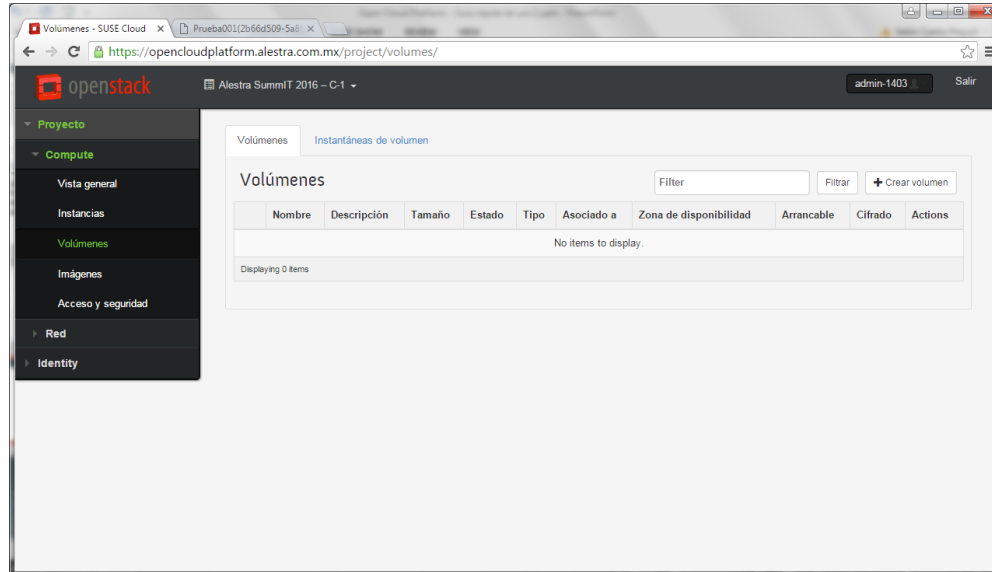 Volúmenes - SUSE Cloud
Prueba001(2b66d509-5a8
https://opencloudplatform.alestra.com.mx/project/volumes/
openstack
Alestra SummIT 2016 – C-1
admin-1403
Salir
Proyecto
Compute
Vista general
Instancias
Volúmenes
Imágenes
Acceso y seguridad
Red
Identity
Volúmenes Instantáneas de volumen
Volúmenes
Filter Filtrar Crear volumen
Nombre Descripción Tamaño Estado Tipo Asociado a Zona de disponibilidad Arrancable Cifrado Actions
No items to display.
Displaying 0 items